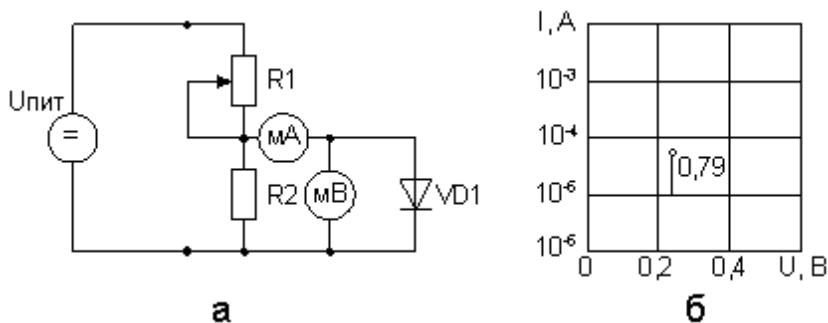 Uпит
=
R1
мА
R2
мВ
VD1
а
I, А
10-3
10-4
0,79
10-6
10-6
0
0,2
0,4
U, В
б